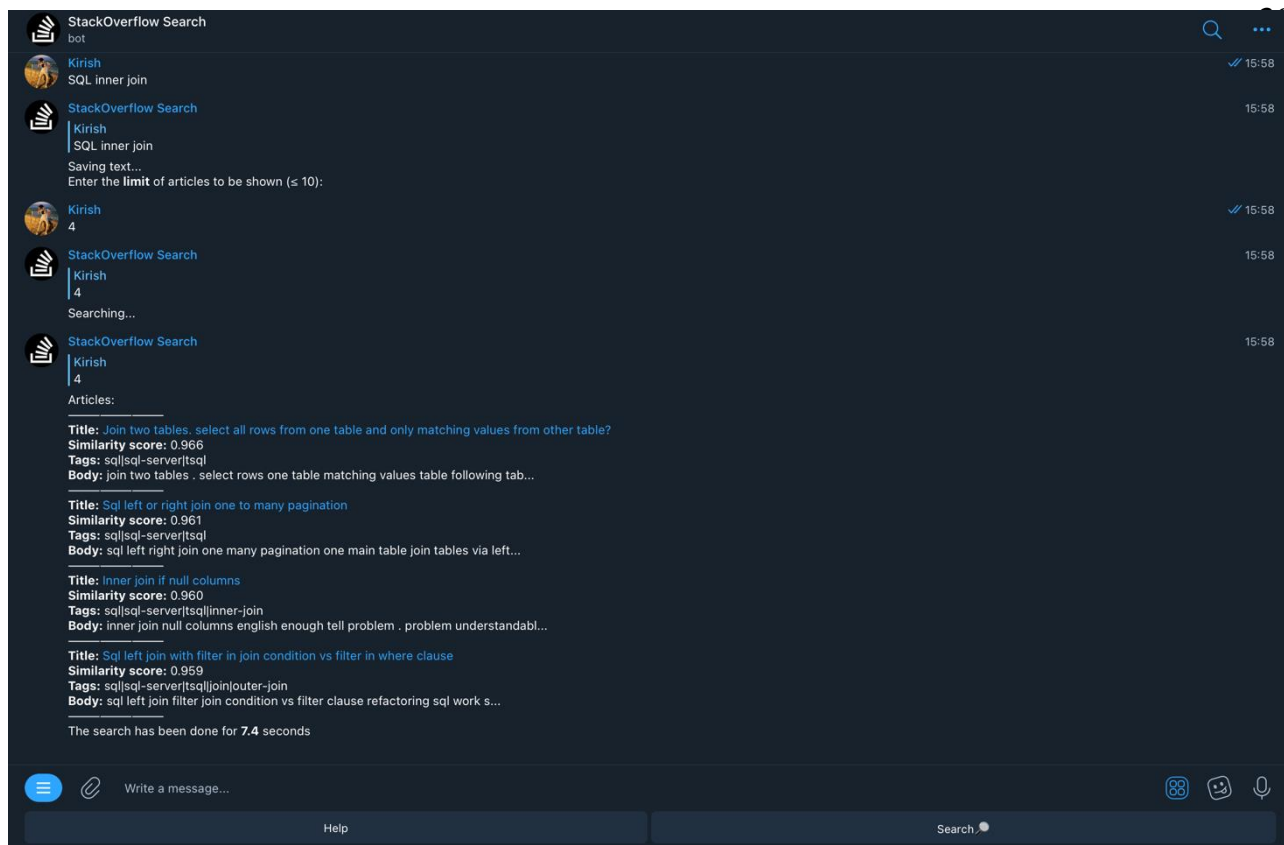 StackOverflow Search
bot
Kirish
15:58
SQL inner join
StackOverflow Search
15:58
Kirish
SQL inner join
Saving text...
Enter the limit of articles to be shown (≤ 10):
Kirish
15:58
4
StackOverflow Search
15:58
Kirish
4
Searching...
StackOverflow Search
15:58
Kirish
4
Articles:
Title: Join two tables. select all rows from one table and only matching values from other table?
Similarity score: 0.966
Tags: sql|sql-server|tsql
Body: join two tables . select rows one table matching values table following tab...
Title: Sql left or right join one to many pagination
Similarity score: 0.961
Tags: sql|sql-server|tsql
Body: sql left right join one many pagination one main table join tables via left...
Title: Inner join if null columns
Similarity score: 0.960
Tags: sql|sql-server|tsql|inner-join
Body: inner join null columns english enough tell problem . problem understandabl...
Title: Sql left join with filter in join condition vs filter in where clause
Similarity score: 0.959
Tags: sql|sql-server|tsql|join|outer-join
Body: sql left join filter join condition vs filter clause refactoring sql work s...
The search has been done for 7.4 seconds
Write a message...
Help
Search